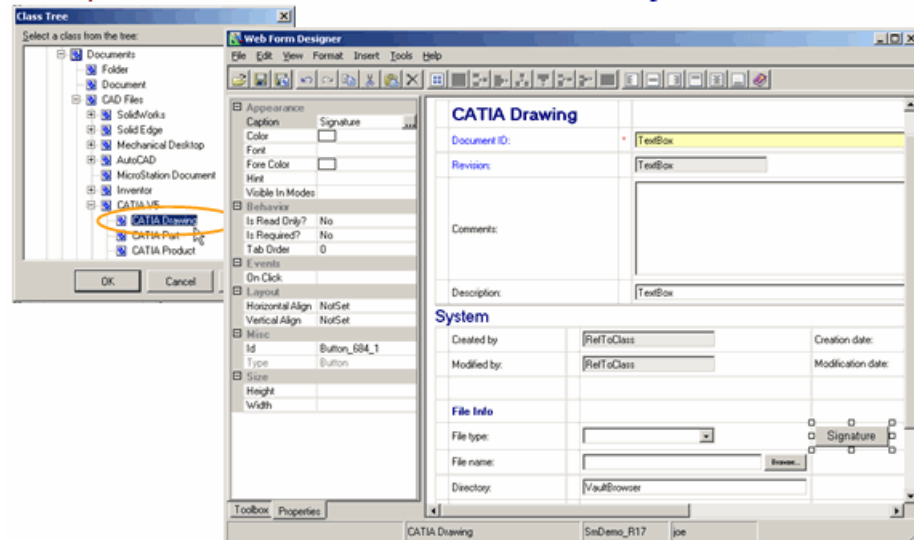 Class Tree
Select a class from the tree:
Documents
Folder
Document
CAD Files
SolidWorks
Solid Edge
Mechanical Desktop
AutoCAD
MicroStation Document
Inventor
CATIA V5
CATIA Drawing
CATIA Part
CATIA Product
OK Cancel
Web Form Designer
File Edit View Format Insert Tools Help
Appearance
Caption Signature ...
Color
Font
Fore Color
Hint
Visible In Modes
Behavior
Is Read Only? No
Is Required? No
Tab Order 0
Events
On Click
Layout
Horizontal Align NotSet
Vertical Align NotSet
Misc
Id Button_684_1
Type Button
Size
Height
Width
Toolbox Properties
CATIA Drawing
Document ID: * TextBox
Revision: TextBox
Comments:
Description: TextBox
System
Created by RefToClass Creation date:
Modified by: RefToClass Modification date:
File Info
File type: Signature
File name: Browse...
Directory: VaultBrowser
CATIA Drawing SmDemo_R17 joe